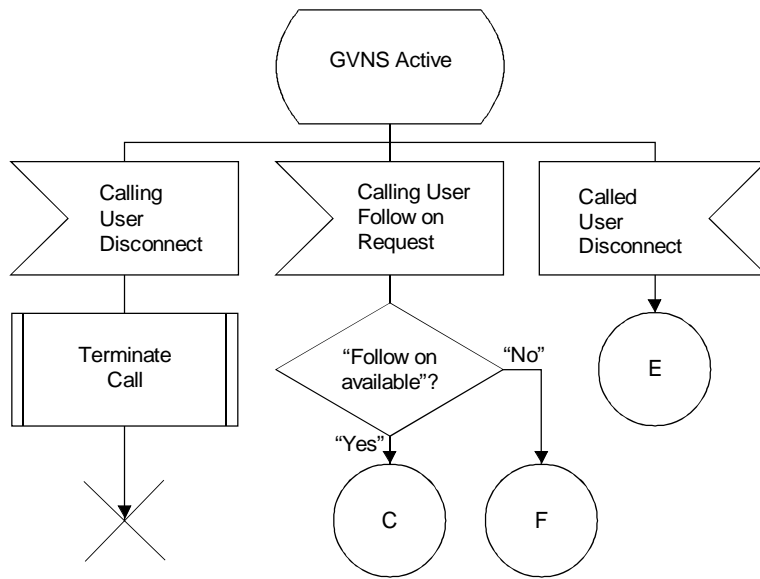 GVNS Active
Calling
User
Disconnect
Calling User
Follow on
Request
Called
User
Disconnect
Terminate
Call
“Follow on
available”?
“No”
E
“Yes”
C
F